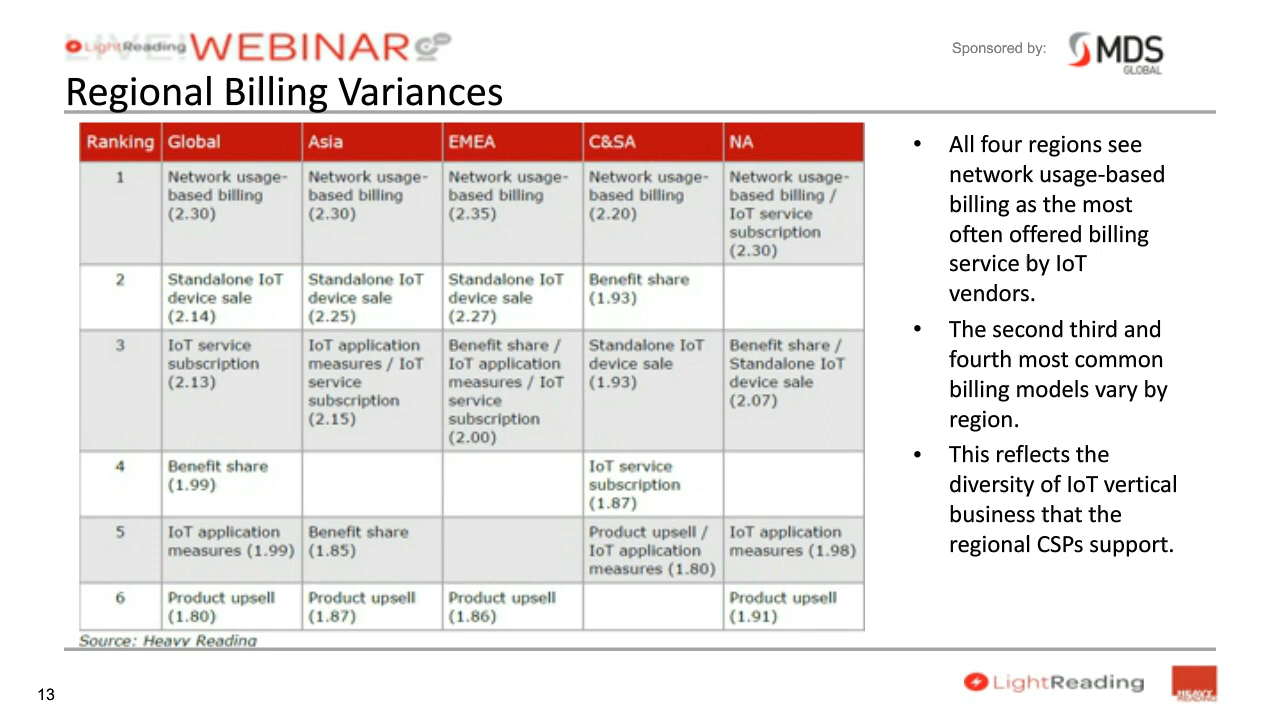 LightReading WEBINAR
Sponsored by:
MDS
GLOBAL
Regional Billing Variances
Ranking Global Asia EMEA C&SA NA
1
Network usage-
based billing
(2.30)
Network usage-
based billing
(2.30)
Network usage-
based billing
(2.35)
Network usage-
based billing
(2.20)
Network usage-
based billing /
IoT service
subscription
(2.30)
2
Standalone IoT
device sale
(2.14)
Standalone IoT
device sale
(2.25)
Standalone IoT
device sale
(2.27)
Benefit share
(1.93)
3
IoT service
subscription
(2.13)
IoT application
measures / IoT
service
subscription
(2.15)
Benefit share /
IoT application
measures / IoT
service
subscription
(2.00)
Standalone IoT
device sale
(1.93)
Benefit share /
Standalone IoT
device sale
(2.07)
4
Benefit share
(1.99)
IoT service
subscription
(1.87)
5
IoT application
measures (1.99)
Benefit share
(1.85)
Product upsell /
IoT application
measures (1.80)
IoT application
measures (1.98)
6
Product upsell
(1.80)
Product upsell
(1.87)
Product upsell
(1.86)
Product upsell
(1.91)
Source: Heavy Reading
• All four regions see
network usage-based
billing as the most
often offered billing
service by IoT
vendors.
• The second third and
fourth most common
billing models vary by
region.
• This reflects the
diversity of IoT vertical
business that the
regional CSPs support.
13
LightReading
HEAVY
READING